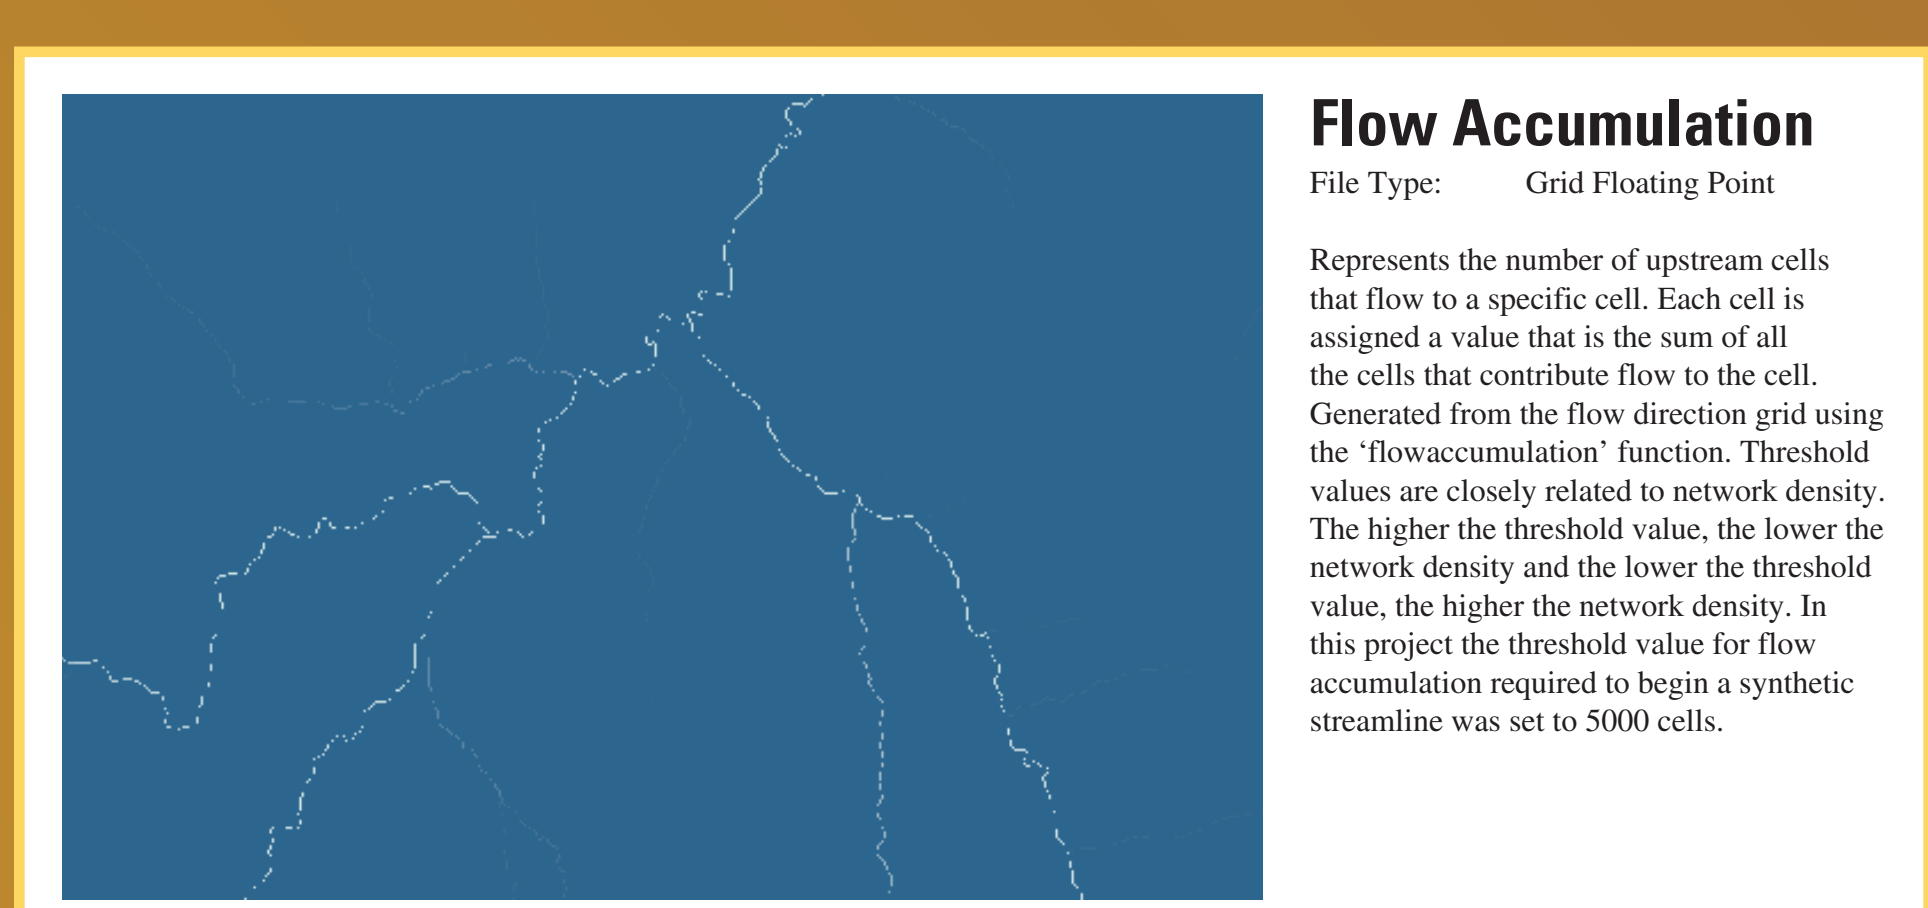 Flow Accumulation
File Type: Grid Floating Point
Represents the number of upstream cells
that flow to a specific cell. Each cell is
assigned a value that is the sum of all
the cells that contribute flow to the cell.
Generated from the flow direction grid using
the ‘flowaccumulation’ function. Threshold
values are closely related to network density.
The higher the threshold value, the lower the
network density and the lower the threshold
value, the higher the network density. In
this project the threshold value for flow
accumulation required to begin a synthetic
streamline was set to 5000 cells.